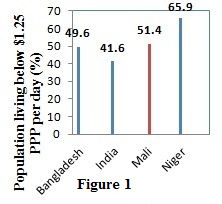 Population living below $1.25
PPP per day (%)
70
60
50
40
30
20
10
0
49.6
41.6
51.4
65.9
Bangladesh
India
Mali
Niger
Figure 1